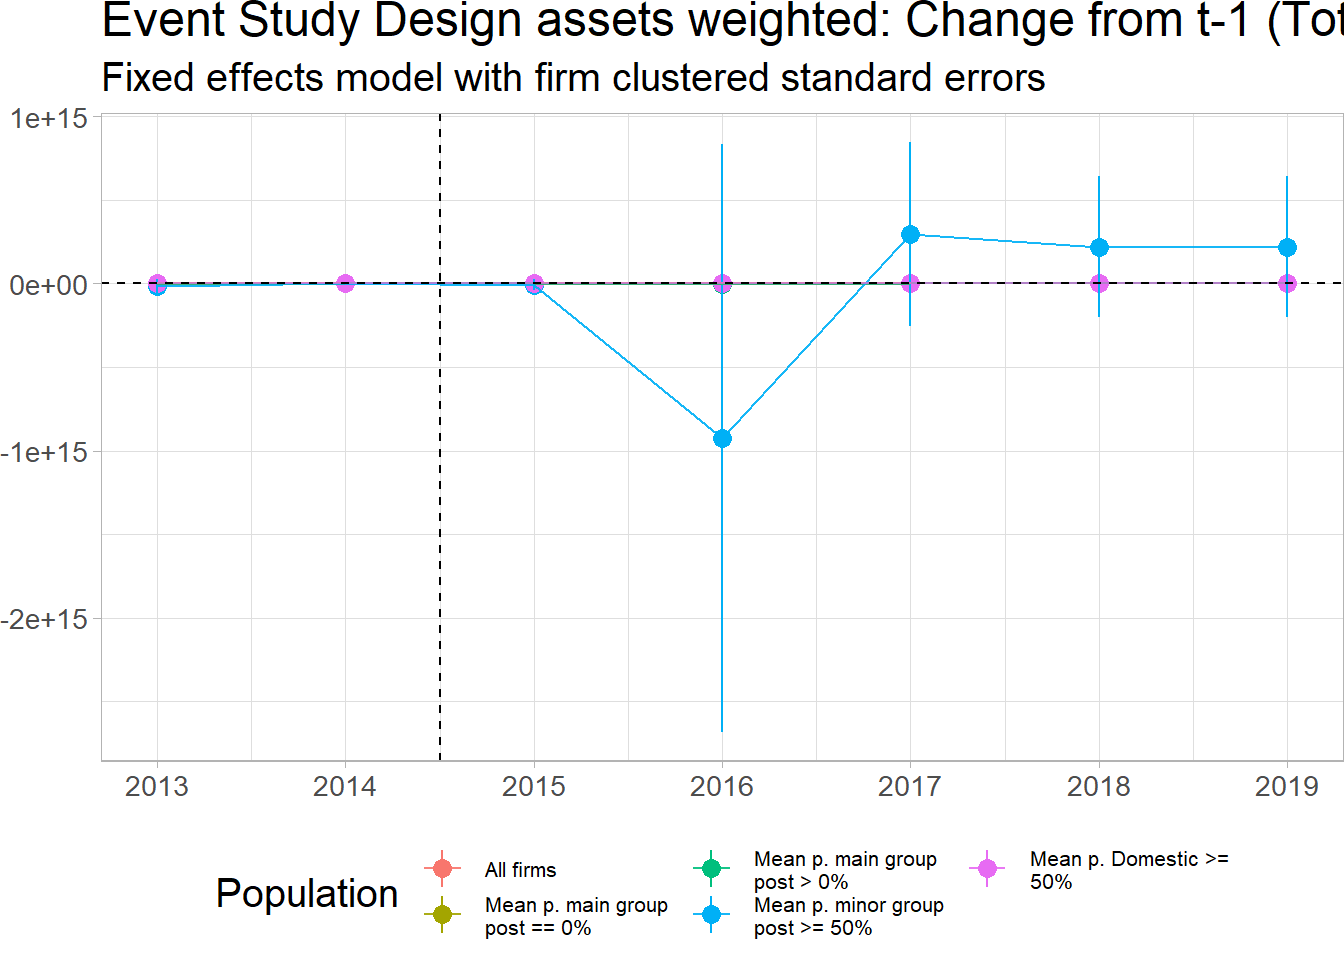 Event Study Design assets weighted: Change from t-1 (Tot
Fixed effects model with firm clustered standard errors
1e+15
0e+00
-1e+15
-2e+15
2013 2014 2015 2016 2017 2018 2019
Population
All firms
Mean p. main group
post == 0%
Mean p. main group
post > 0%
Mean p. minor group
post >= 50%
Mean p. Domestic >=
50%